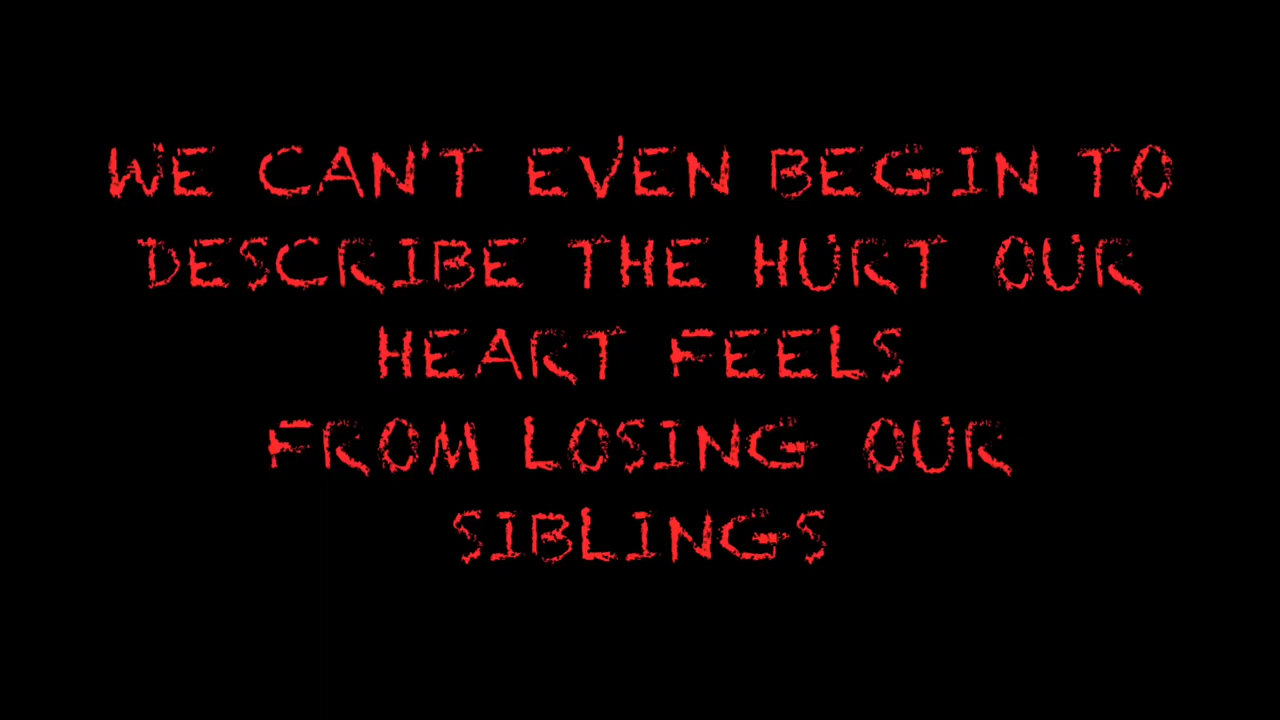 WE CAN'T EVEN BEGIN TO
DESCRIBE THE HURT OUR
HEART FEELS
FROM LOSING OUR
SIBLINGS